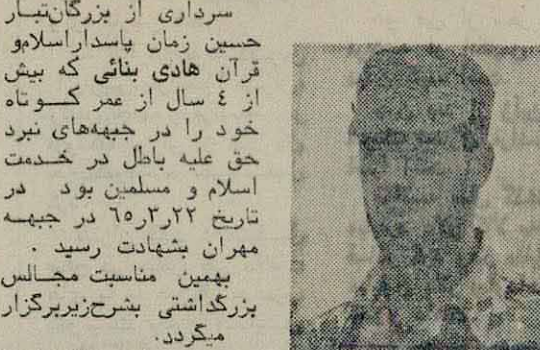 سرداری از بزرگان‌تبار
حسین زمان پاسداراسلام‌و
قرآن هادی بنائی که بیش
از ٤ سال از عمر کوتاه
خود را در جبهه‌های نبرد
حق علیه باطل در خدمت
اسلام و مسلمین بود در
تاریخ ۲۲ر۳ر٦٥ در جبهه
مهران بشهادت رسید .
بهمین مناسبت مجالس
بزرگداشتی بشرح‌زیربرگزار
میگردد.